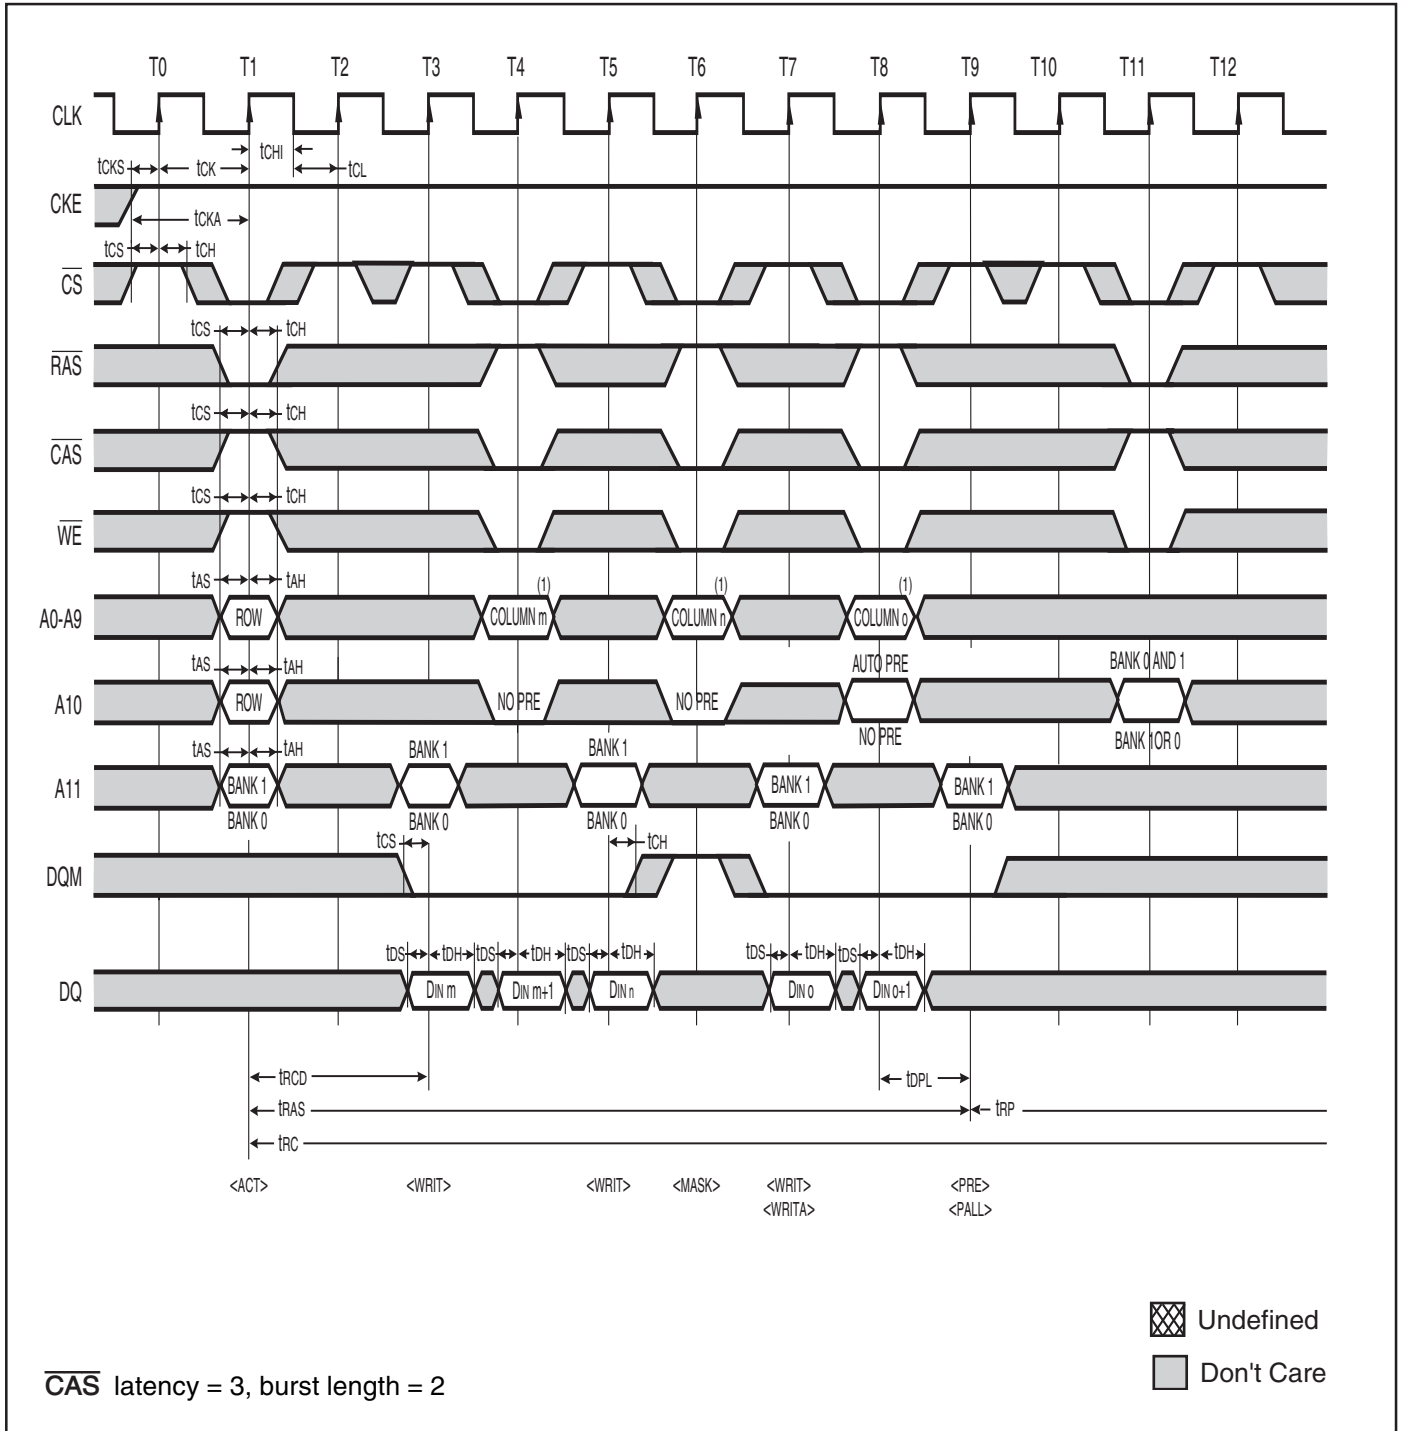 T0 T1 T2 T3 T4 T5 T6 T7 T8 T9 T10 T11 T12
CLK
tCHI
tCKS tCK tCL
CKE
tCKA
tCS tCH
CS
tCS tCH
RAS
tCS tCH
CAS
tCS tCH
WE
tAS tAH (1) (1) (1)
A0-A9 ROW COLUMN m COLUMN n COLUMN o
tAS tAH AUTO PRE BANK 0 AND 1
A10 ROW NO PRE NO PRE
NO PRE BANK 1 OR 0
tAS tAH BANK 1 BANK 1
A11 BANK 1 BANK 1 BANK 1
BANK 0 BANK 0 BANK 0 BANK 0 BANK 0
tCS tCH
DQM
tDS tDH tDS tDH tDS tDH tDS tDH tDS tDH
DQ DIN m DIN m+1 DIN n DIN o DIN o+1
tRCD tDPL
tRAS tRP
tRC
<ACT> <WRIT> <WRIT> <MASK> <WRIT> <PRE>
<WRITA> <PALL>
Undefined
Don't Care
CAS latency = 3, burst length = 2